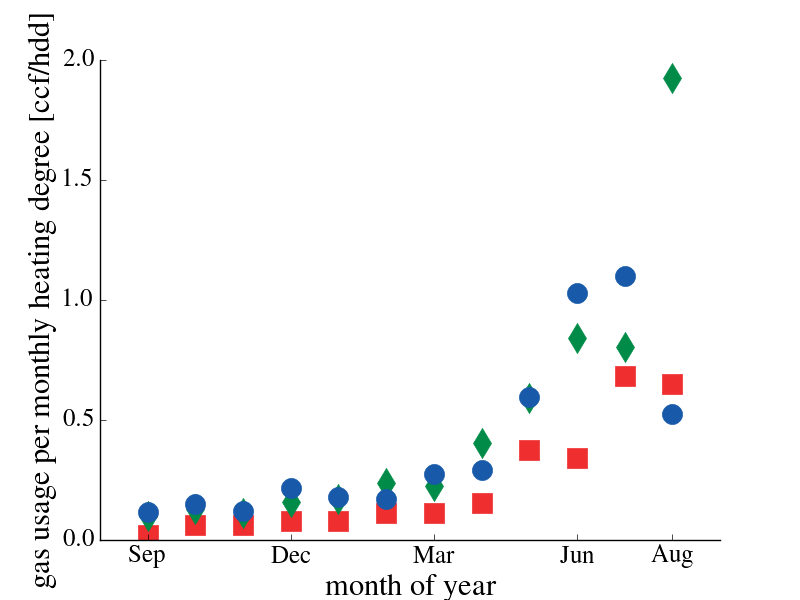 gas usage per monthly heating degree [ccf/hdd]
2.0
1.5
1.0
0.5
0.0
Sep Dec Mar Jun Aug
month of year